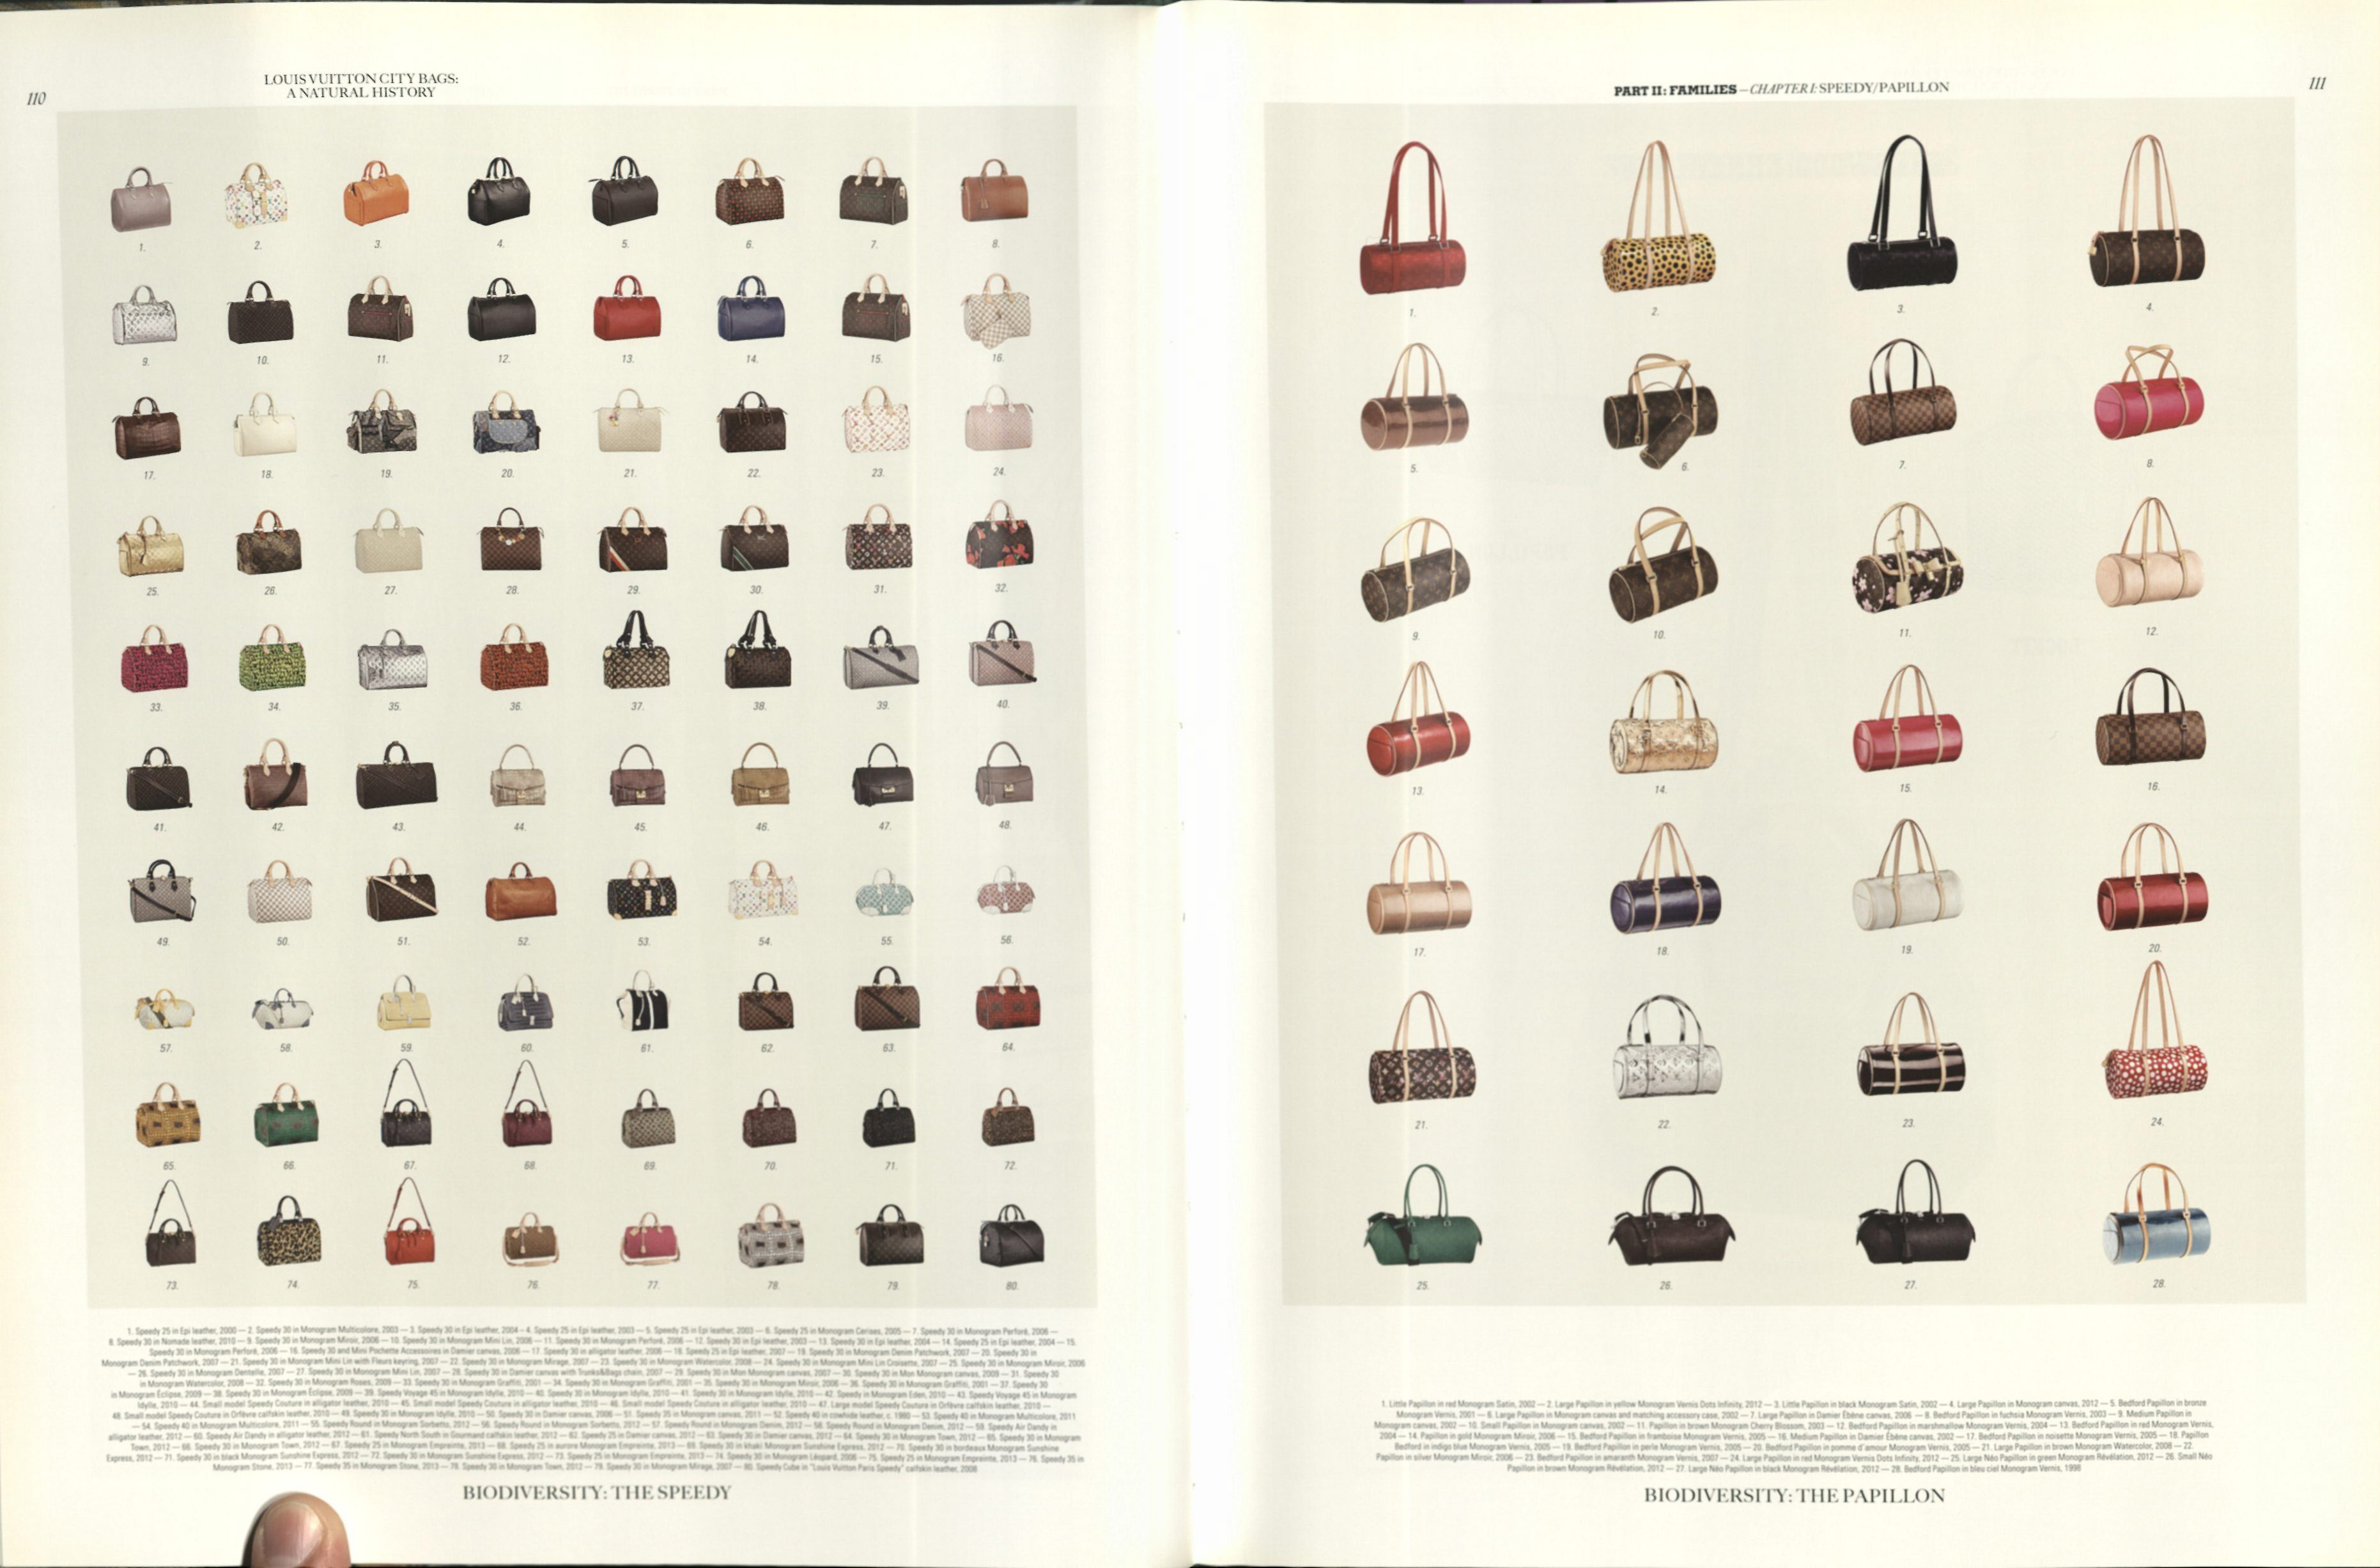 110
LOUIS VUITTON CITY BAGS:
A NATURAL HISTORY
1. 2. 3. 4. 5. 6. 7. 8.
9. 10. 11. 12. 13. 14. 15. 16.
17. 18. 19. 20. 21. 22. 23. 24.
25. 26. 27. 28. 29. 30. 31. 32.
33. 34. 35. 36. 37. 38. 39. 40.
41. 42. 43. 44. 45. 46. 47. 48.
49. 50. 51. 52. 53. 54. 55. 56.
57. 58. 59. 60. 61. 62. 63. 64.
65. 66. 67. 68. 69. 70. 71. 72.
73. 74. 75. 76. 77. 78. 79. 80.
1. Speedy 25 in Epi leather, 2000 — 2. Speedy 30 in Monogram Multicolore, 2003 — 3. Speedy 30 in Epi leather, 2004 – 4. Speedy 25 in Epi leather, 2003 — 5. Speedy 25 in Epi leather, 2003 — 6. Speedy 25 in Monogram Cerises, 2005 — 7. Speedy 30 in Monogram Perforé, 2006 —
8. Speedy 30 in Nomade leather, 2010 — 9. Speedy 30 in Monogram Miroir, 2006 — 10. Speedy 30 in Monogram Mini Lin, 2006 — 11. Speedy 30 in Monogram Perforé, 2006 — 12. Speedy 30 in Epi leather, 2003 — 13. Speedy 30 in Epi leather, 2004 — 14. Speedy 25 in Epi leather, 2004 — 15.
Speedy 30 in Monogram Perforé, 2006 — 16. Speedy 30 and Mini Pochette Accessoires in Damier canvas, 2006 — 17. Speedy 30 in alligator leather, 2006 — 18. Speedy 25 in Epi leather, 2007 — 19. Speedy 30 in Monogram Denim Patchwork, 2007 — 20. Speedy 30 in
Monogram Denim Patchwork, 2007 — 21. Speedy 30 in Monogram Mini Lin with Fleurs keyring, 2007 — 22. Speedy 30 in Monogram Mirage, 2007 — 23. Speedy 30 in Monogram Watercolor, 2008 — 24. Speedy 30 in Monogram Mini Lin Croisette, 2007 — 25. Speedy 30 in Monogram Miroir, 2006
— 26. Speedy 30 in Monogram Dentelle, 2007 — 27. Speedy 30 in Monogram Mini Lin, 2007 — 28. Speedy 30 in Damier canvas with Trunks&Bags chain, 2007 — 29. Speedy 30 in Mon Monogram canvas, 2007 — 30. Speedy 30 in Mon Monogram canvas, 2009 — 31. Speedy 30
in Monogram Watercolor, 2008 — 32. Speedy 30 in Monogram Roses, 2009 — 33. Speedy 30 in Monogram Graffiti, 2001 — 34. Speedy 30 in Monogram Graffiti, 2001 — 35. Speedy 30 in Monogram Miroir, 2006 — 36. Speedy 30 in Monogram Graffiti, 2001 — 37. Speedy 30
in Monogram Eclipse, 2009 — 38. Speedy 30 in Monogram Eclipse, 2009 — 39. Speedy Voyage 45 in Monogram Idylle, 2010 — 40. Speedy 30 in Monogram Idylle, 2010 — 41. Speedy 30 in Monogram Idylle, 2010 — 42. Speedy in Monogram Eden, 2010 — 43. Speedy Voyage 45 in Monogram
Idylle, 2010 — 44. Small model Speedy Couture in alligator leather, 2010 — 45. Small model Speedy Couture in alligator leather, 2010 — 46. Small model Speedy Couture in alligator leather, 2010 — 47. Large model Speedy Couture in Orfèvre calfskin leather, 2010 —
48. Small model Speedy Couture in Orfèvre calfskin leather, 2010 — 49. Speedy 30 in Monogram Idylle, 2010 — 50. Speedy 30 in Damier canvas, 2006 — 51. Speedy 35 in Monogram canvas, 2011 — 52. Speedy 40 in cowhide leather, c. 1980 — 53. Speedy 40 in Monogram Multicolore, 2011
— 54. Speedy 40 in Monogram Multicolore, 2011 — 55. Speedy Round in Monogram Sorbetto, 2012 — 56. Speedy Round in Monogram Sorbetto, 2012 — 57. Speedy Round in Monogram Denim, 2012 — 58. Speedy Round in Monogram Denim, 2012 — 59. Speedy Air Dandy in
alligator leather, 2012 — 60. Speedy Air Dandy in alligator leather, 2012 — 61. Speedy North South in Gourmand calfskin leather, 2012 — 62. Speedy 25 in Damier canvas, 2012 — 63. Speedy 30 in Damier canvas, 2012 — 64. Speedy 30 in Monogram Town, 2012 — 65. Speedy 30 in Monogram
Town, 2012 — 66. Speedy 30 in Monogram Town, 2012 — 67. Speedy 25 in Monogram Empreinte, 2013 — 68. Speedy 25 in aurore Monogram Empreinte, 2013 — 69. Speedy 30 in khaki Monogram Sunshine Express, 2012 — 70. Speedy 30 in bordeaux Monogram Sunshine
Express, 2012 — 71. Speedy 30 in black Monogram Sunshine Express, 2012 — 72. Speedy 30 in Monogram Sunshine Express, 2012 — 73. Speedy 25 in Monogram Empreinte, 2013 — 74. Speedy 30 in Monogram Léopard, 2006 — 75. Speedy 25 in Monogram Empreinte, 2013 — 76. Speedy 35 in
Monogram Stone, 2013 — 77. Speedy 35 in Monogram Stone, 2013 — 78. Speedy 30 in Monogram Town, 2012 — 79. Speedy 30 in Monogram Mirage, 2007 — 80. Speedy Cube in "Louis Vuitton Paris Speedy" calfskin leather, 2008
BIODIVERSITY: THE SPEEDY
PART II: FAMILIES – CHAPTER I: SPEEDY/PAPILLON
111
1. 2. 3. 4.
5. 6. 7. 8.
9. 10. 11. 12.
13. 14. 15. 16.
17. 18. 19. 20.
21. 22. 23. 24.
25. 26. 27. 28.
1. Little Papillon in red Monogram Satin, 2002 — 2. Large Papillon in yellow Monogram Vernis Dots Infinity, 2012 — 3. Little Papillon in black Monogram Satin, 2002 — 4. Large Papillon in Monogram canvas, 2012 — 5. Bedford Papillon in bronze
Monogram Vernis, 2001 — 6. Large Papillon in Monogram canvas and matching accessory case, 2002 — 7. Large Papillon in Damier Ébène canvas, 2006 — 8. Bedford Papillon in fuchsia Monogram Vernis, 2003 — 9. Medium Papillon in
Monogram canvas, 2002 — 10. Small Papillon in Monogram canvas, 2002 — 11. Papillon in brown Monogram Cherry Blossom, 2003 — 12. Bedford Papillon in marshmallow Monogram Vernis, 2004 — 13. Bedford Papillon in red Monogram Vernis,
2004 — 14. Papillon in gold Monogram Miroir, 2006 — 15. Bedford Papillon in framboise Monogram Vernis, 2005 — 16. Medium Papillon in Damier Ébène canvas, 2002 — 17. Bedford Papillon in noisette Monogram Vernis, 2005 — 18. Papillon
Bedford in indigo blue Monogram Vernis, 2005 — 19. Bedford Papillon in perle Monogram Vernis, 2005 — 20. Bedford Papillon in pomme d'amour Monogram Vernis, 2005 — 21. Large Papillon in brown Monogram Watercolor, 2008 — 22.
Papillon in silver Monogram Miroir, 2006 — 23. Bedford Papillon in amaranth Monogram Vernis, 2007 — 24. Large Papillon in red Monogram Vernis Dots Infinity, 2012 — 25. Large Néo Papillon in green Monogram Révélation, 2012 — 26. Small Néo
Papillon in brown Monogram Révélation, 2012 — 27. Large Néo Papillon in black Monogram Révélation, 2012 — 28. Bedford Papillon in bleu ciel Monogram Vernis, 1998
BIODIVERSITY: THE PAPILLON